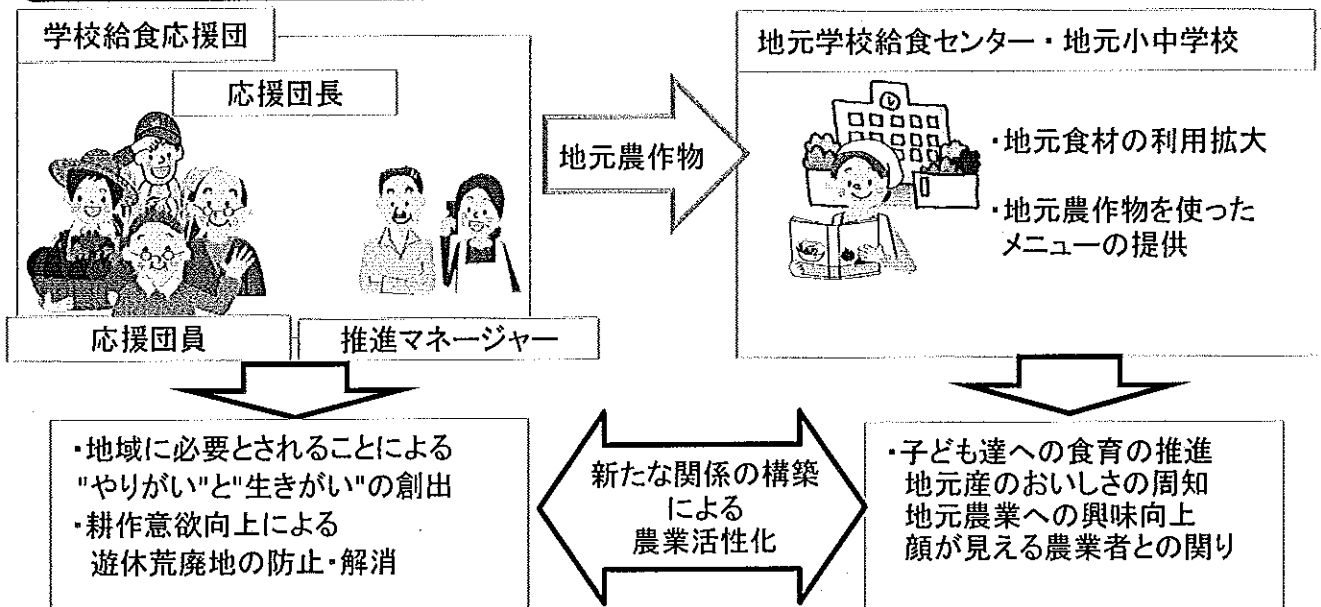 学校給食応援団
応援団長
応援団員
推進マネージャー
地元農作物
地元学校給食センター・地元小中学校
・地元食材の利用拡大
・地元農作物を使った
メニューの提供
・地域に必要とされることによる
"やりがい"と"生きがい"の創出
・耕作意欲向上による
遊休荒廃地の防止・解消
新たな関係の構築
による
農業活性化
・子ども達への食育の推進
地元産のおいしさの周知
地元農業への興味向上
顔が見える農業者との関り